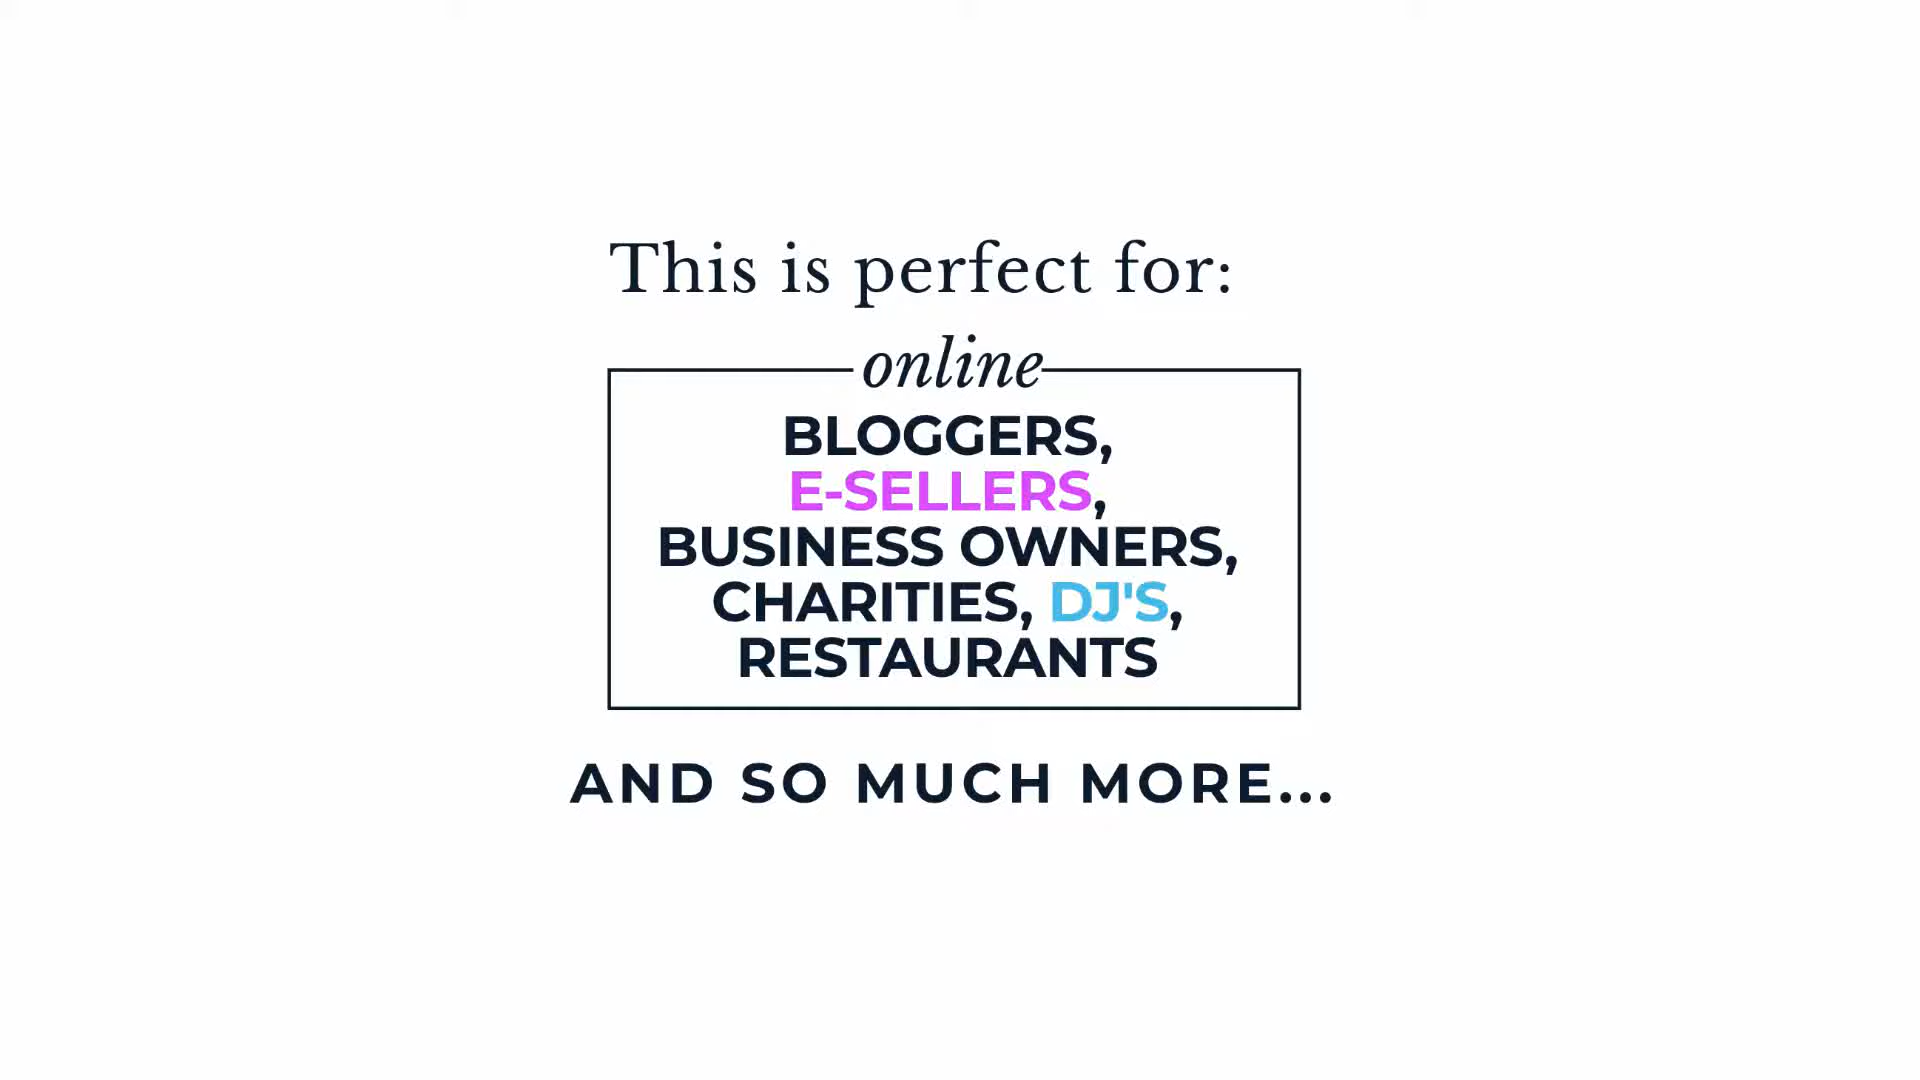 This is perfect for:
online
BLOGGERS,
E-SELLERS,
BUSINESS OWNERS,
CHARITIES, DJ'S,
RESTAURANTS
AND SO MUCH MORE...